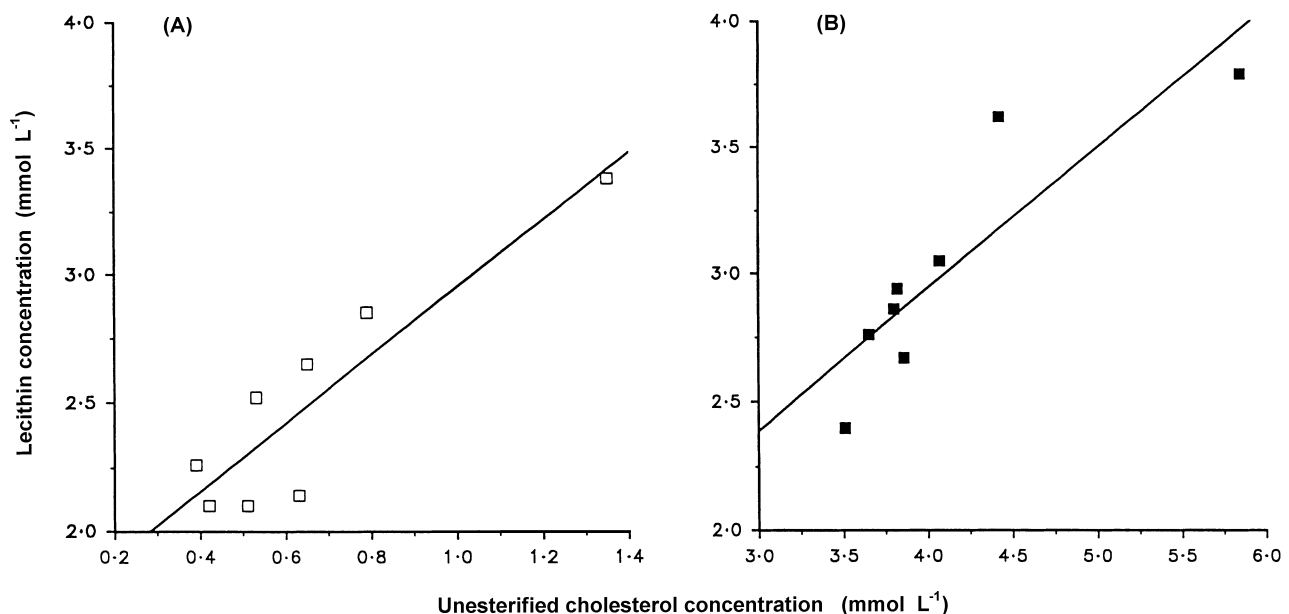 (A)
(B)
Lecithin concentration (mmol L⁻¹)
4·0
3·5
3·0
2·5
2·0
0·2 0·4 0·6 0·8 1·0 1·2 1·4
4·0
3·5
3·0
2·5
2·0
3·0 3·5 4·0 4·5 5·0 5·5 6·0
Unesterified cholesterol concentration (mmol L⁻¹)